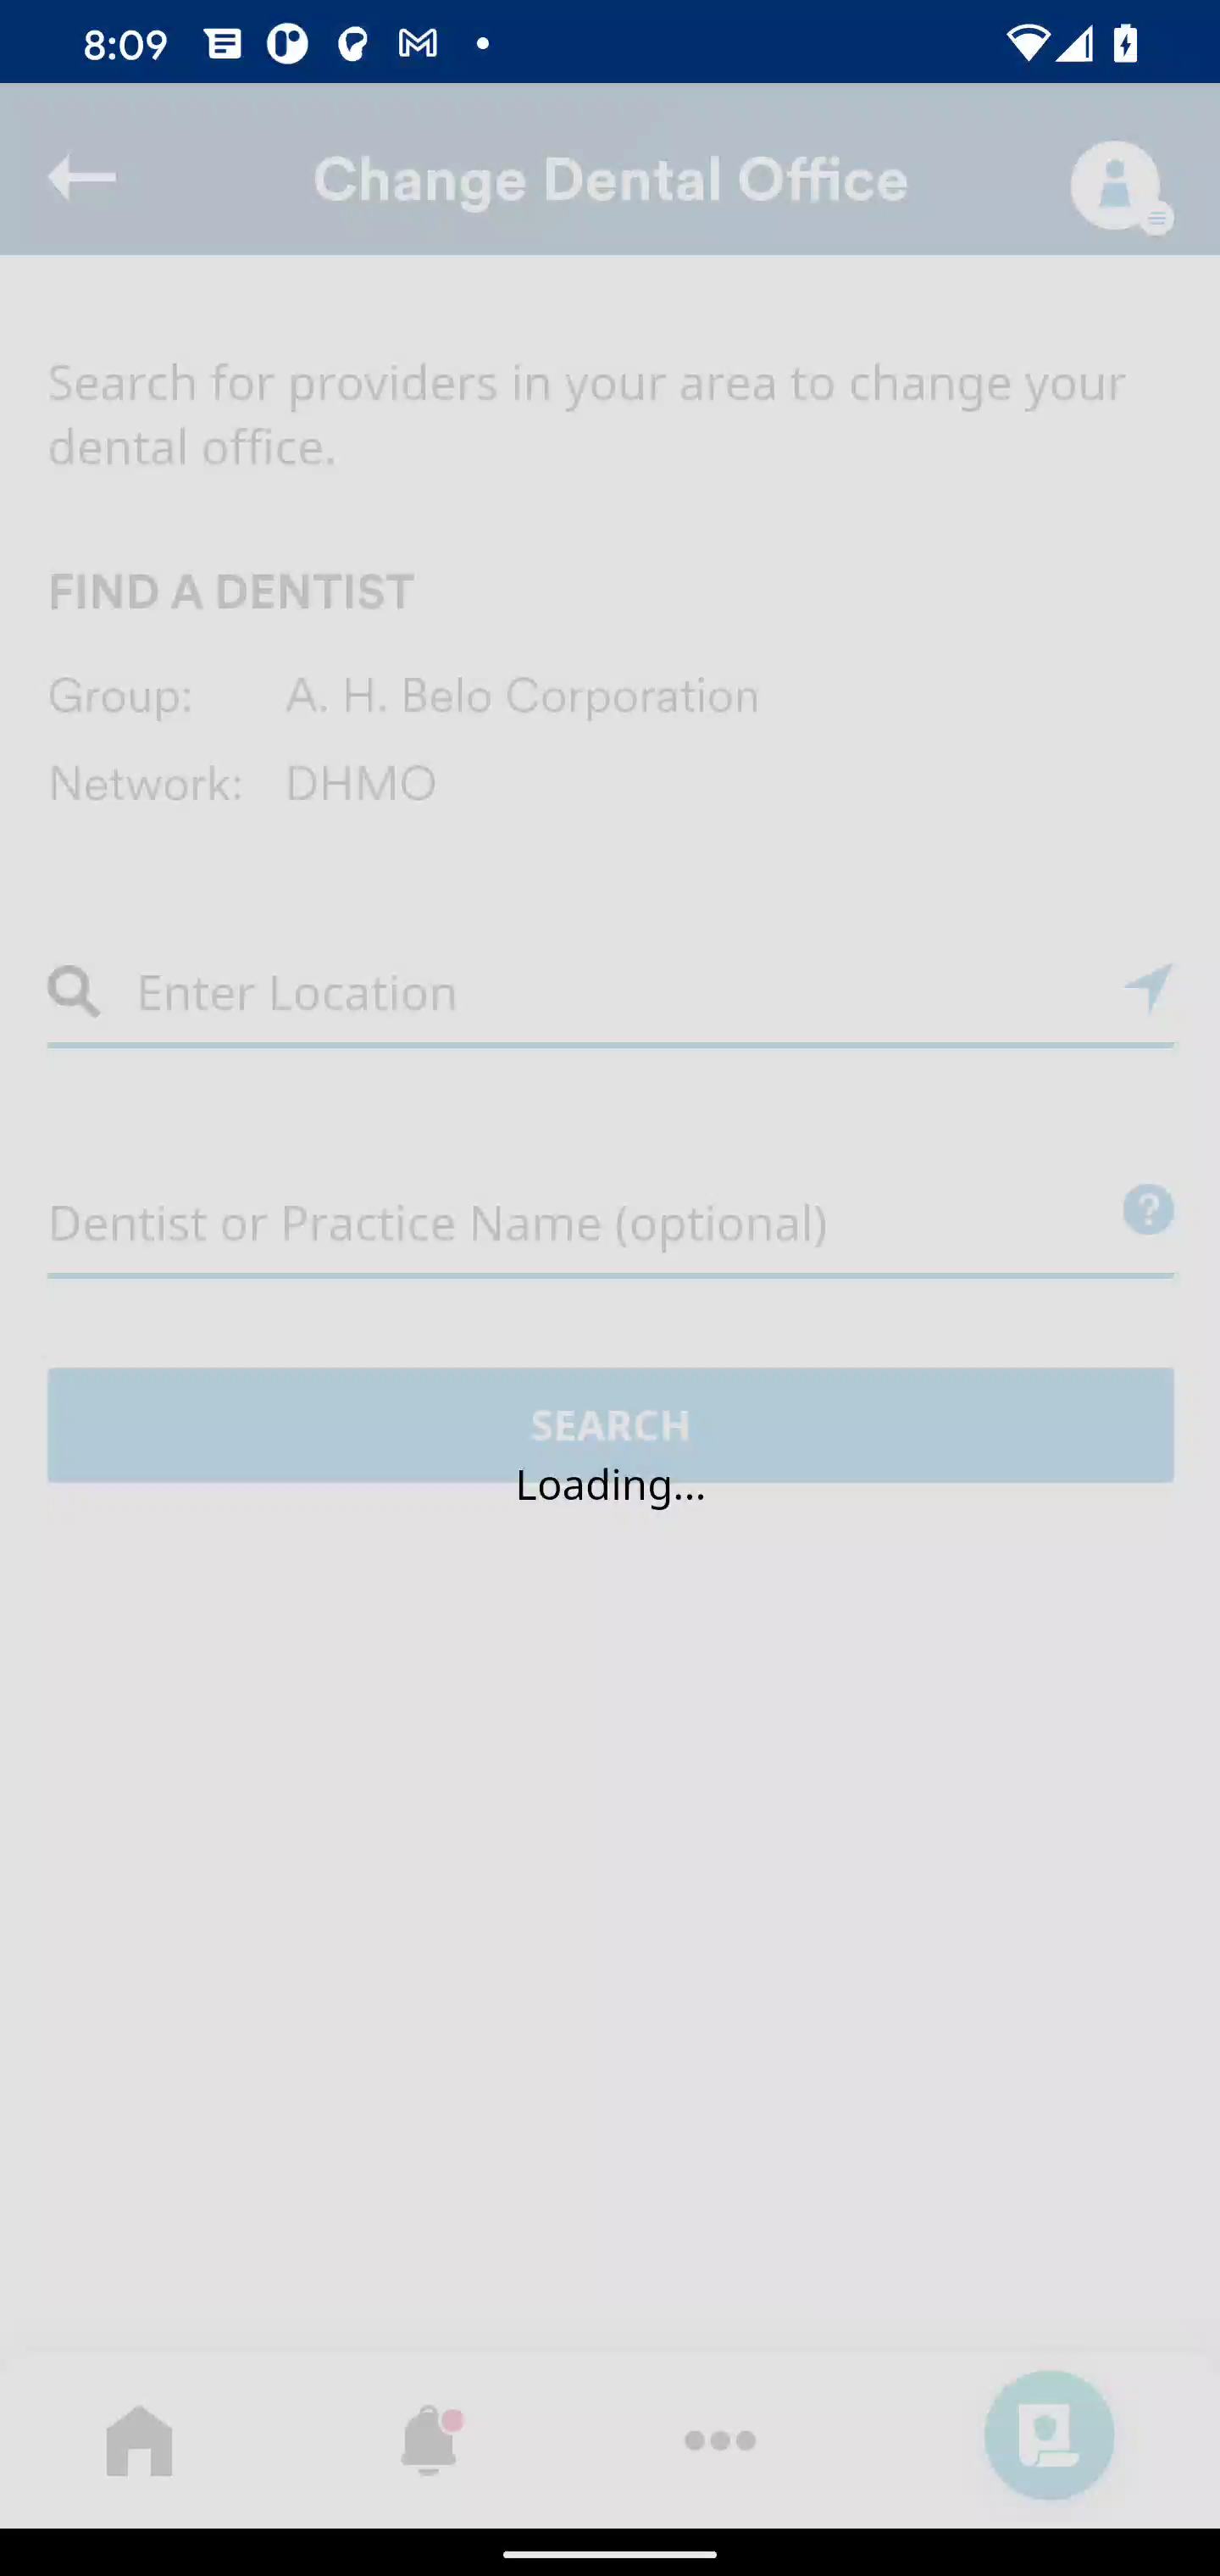 8:09
Change Dental Office
Search for providers in your area to change your
dental office.
FIND A DENTIST
Group: A. H. Belo Corporation
Network: DHMO
Enter Location
Dentist or Practice Name (optional)
?
SEARCH
Loading...